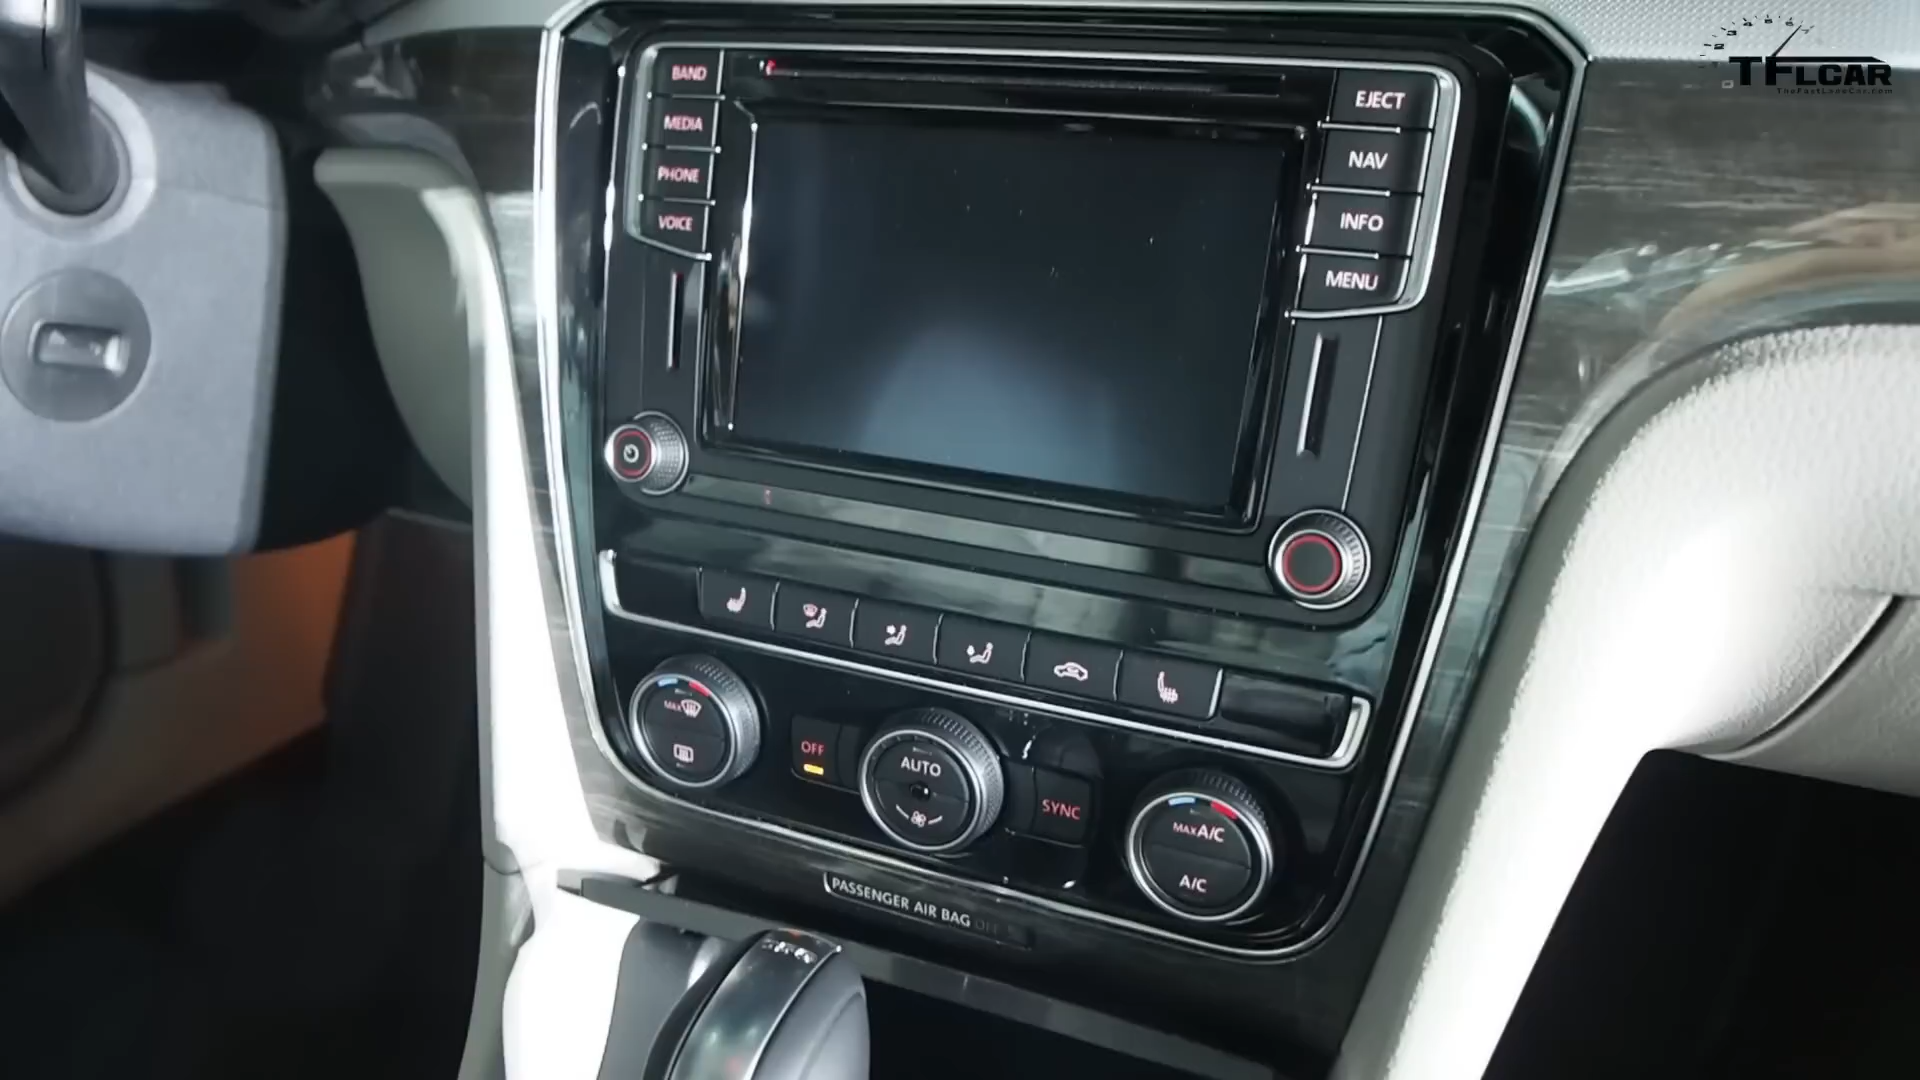 TFLCAR
TheFastLaneCar.com
BAND
MEDIA
PHONE
VOICE
EJECT
NAV
INFO
MENU
MAX
OFF
AUTO
SYNC
MAX A/C
A/C
PASSENGER AIR BAG OFF